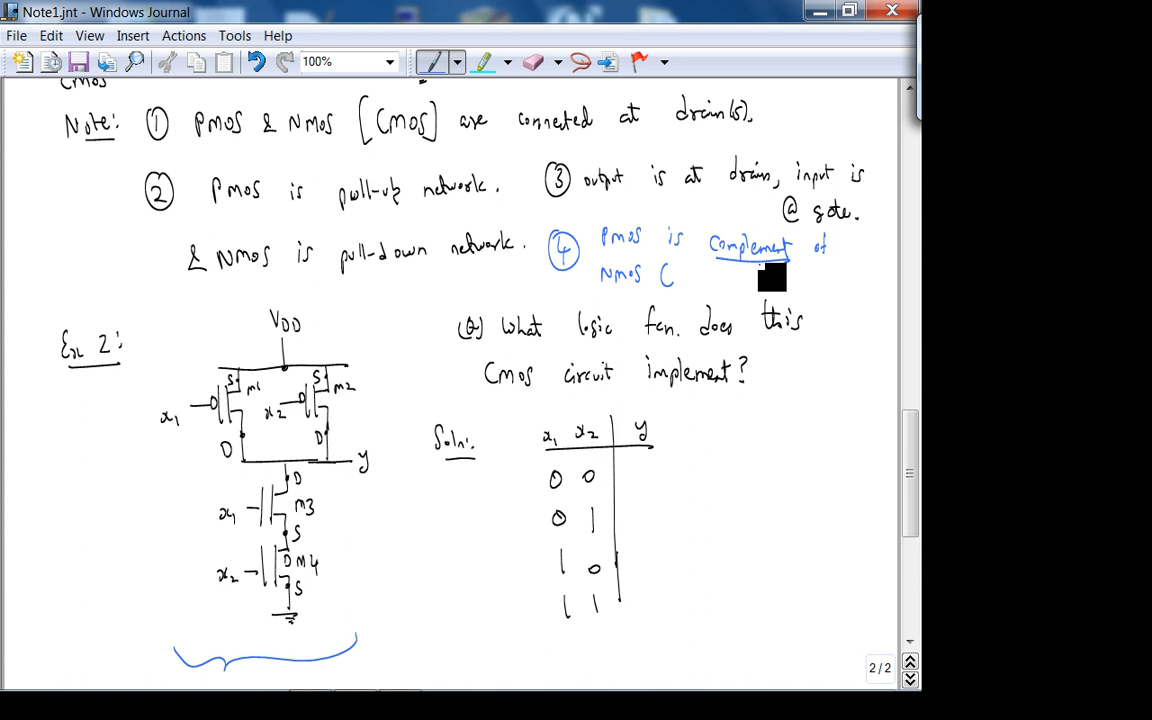 Note1.jnt - Windows Journal
File Edit View Insert Actions Tools Help
100%
CMOS
Note: ① PMOS & NMOS [CMOS] are connected at drain(s).
② PMOS is pull-up network. ③ output is at drain, input is
@ gate.
& NMOS is pull-down network. ④ PMOS is complement of
NMOS (
Ex 2:
VDD
(Q) What logic fcn. does this
CMOS circuit implement?
S M1 S M2
x1 x2
D D
y
Soln:
x1 x2 y
0 0
0 1
1 0
1 1
D
x1 M3
S
D M4
x2
S
2 / 2